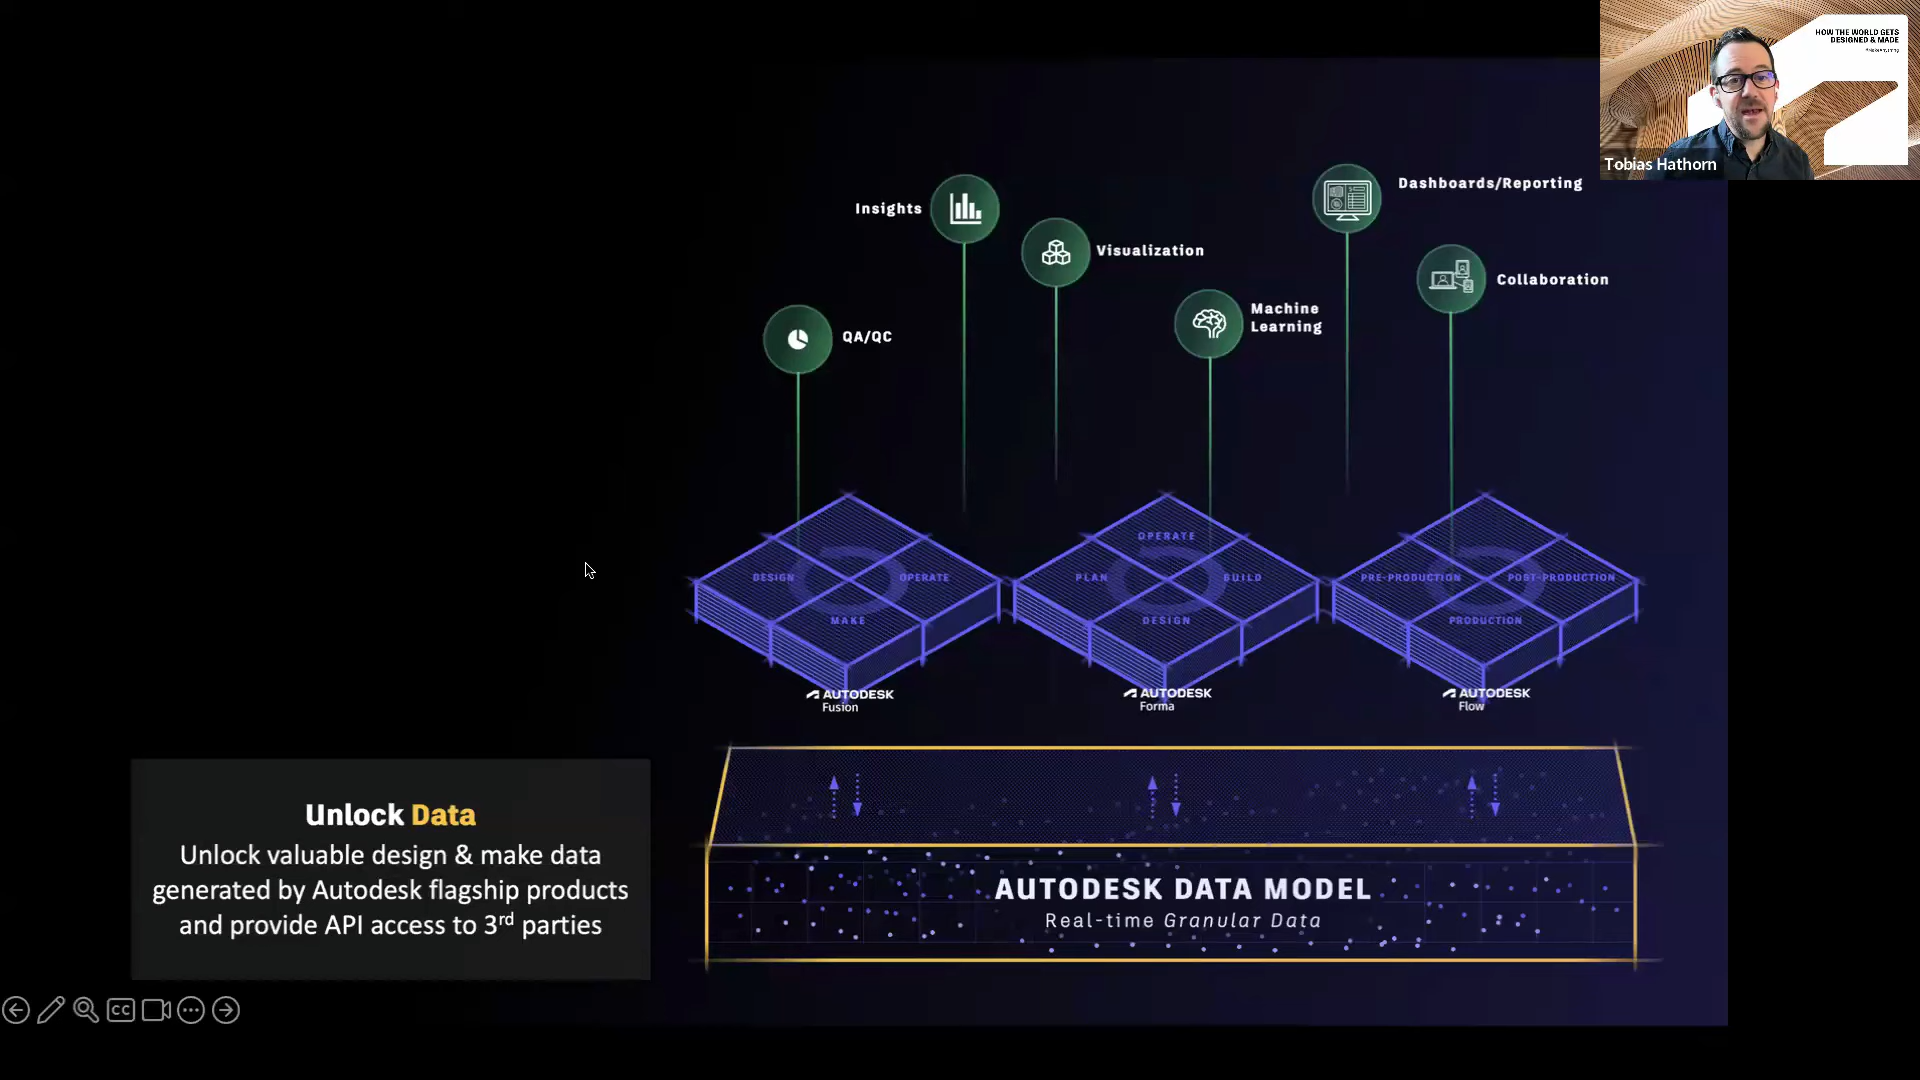 HOW THE WORLD GETS
DESIGNED & MADE
Tobias Hathorn
Dashboards/Reporting
Insights
Visualization
Collaboration
Machine
Learning
QA/QC
OPERATE
DESIGN
OPERATE
MAKE
PLAN
BUILD
DESIGN
PRE-PRODUCTION
POST-PRODUCTION
PRODUCTION
AUTODESK
Fusion
AUTODESK
Forma
AUTODESK
Flow
Unlock Data
Unlock valuable design & make data
generated by Autodesk flagship products
and provide API access to 3rd parties
AUTODESK DATA MODEL
Real-time Granular Data
CC